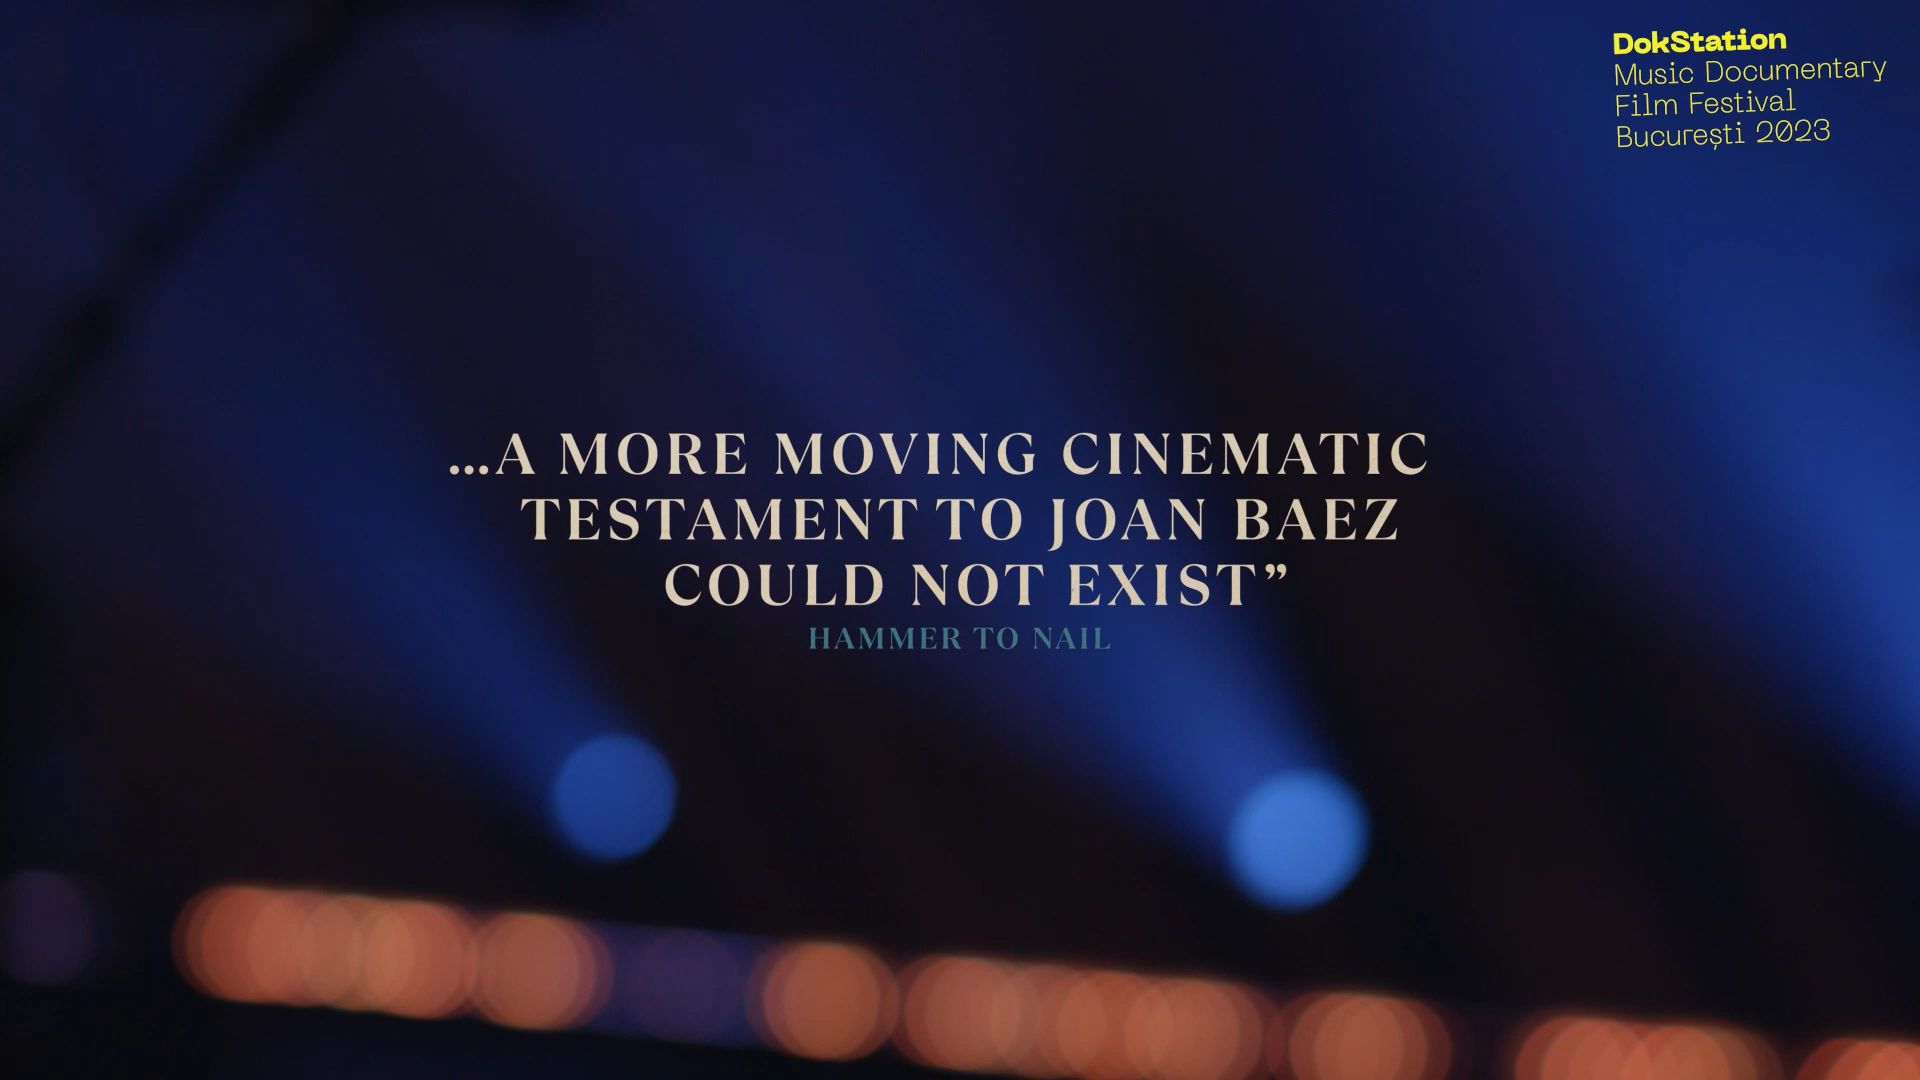 DokStation
Music Documentary
Film Festival
București 2023
...A MORE MOVING CINEMATIC
TESTAMENT TO JOAN BAEZ
COULD NOT EXIST”
HAMMER TO NAIL